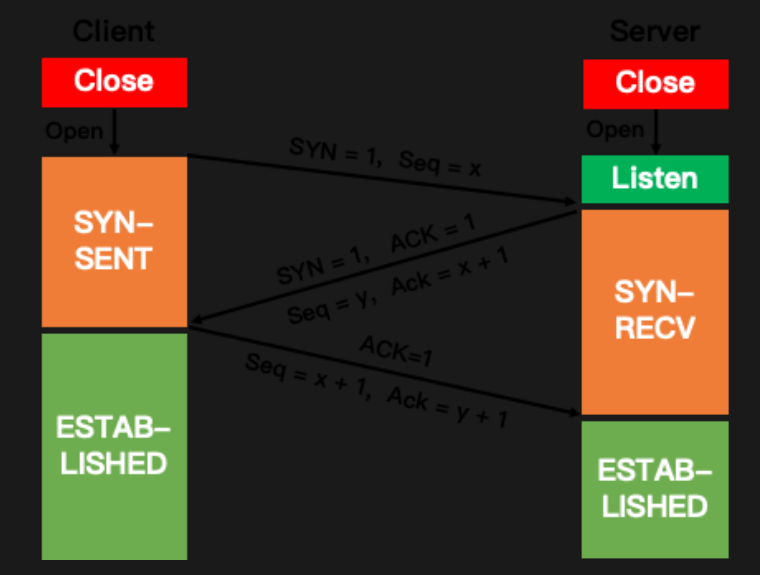 Client
Server
Close
Close
Open
Open
SYN = 1, Seq = x
Listen
SYN-
SENT
SYN = 1, ACK = 1
Seq = y, Ack = x + 1
SYN-
RECV
ACK=1
Seq = x + 1, Ack = y + 1
ESTAB-
LISHED
ESTAB-
LISHED